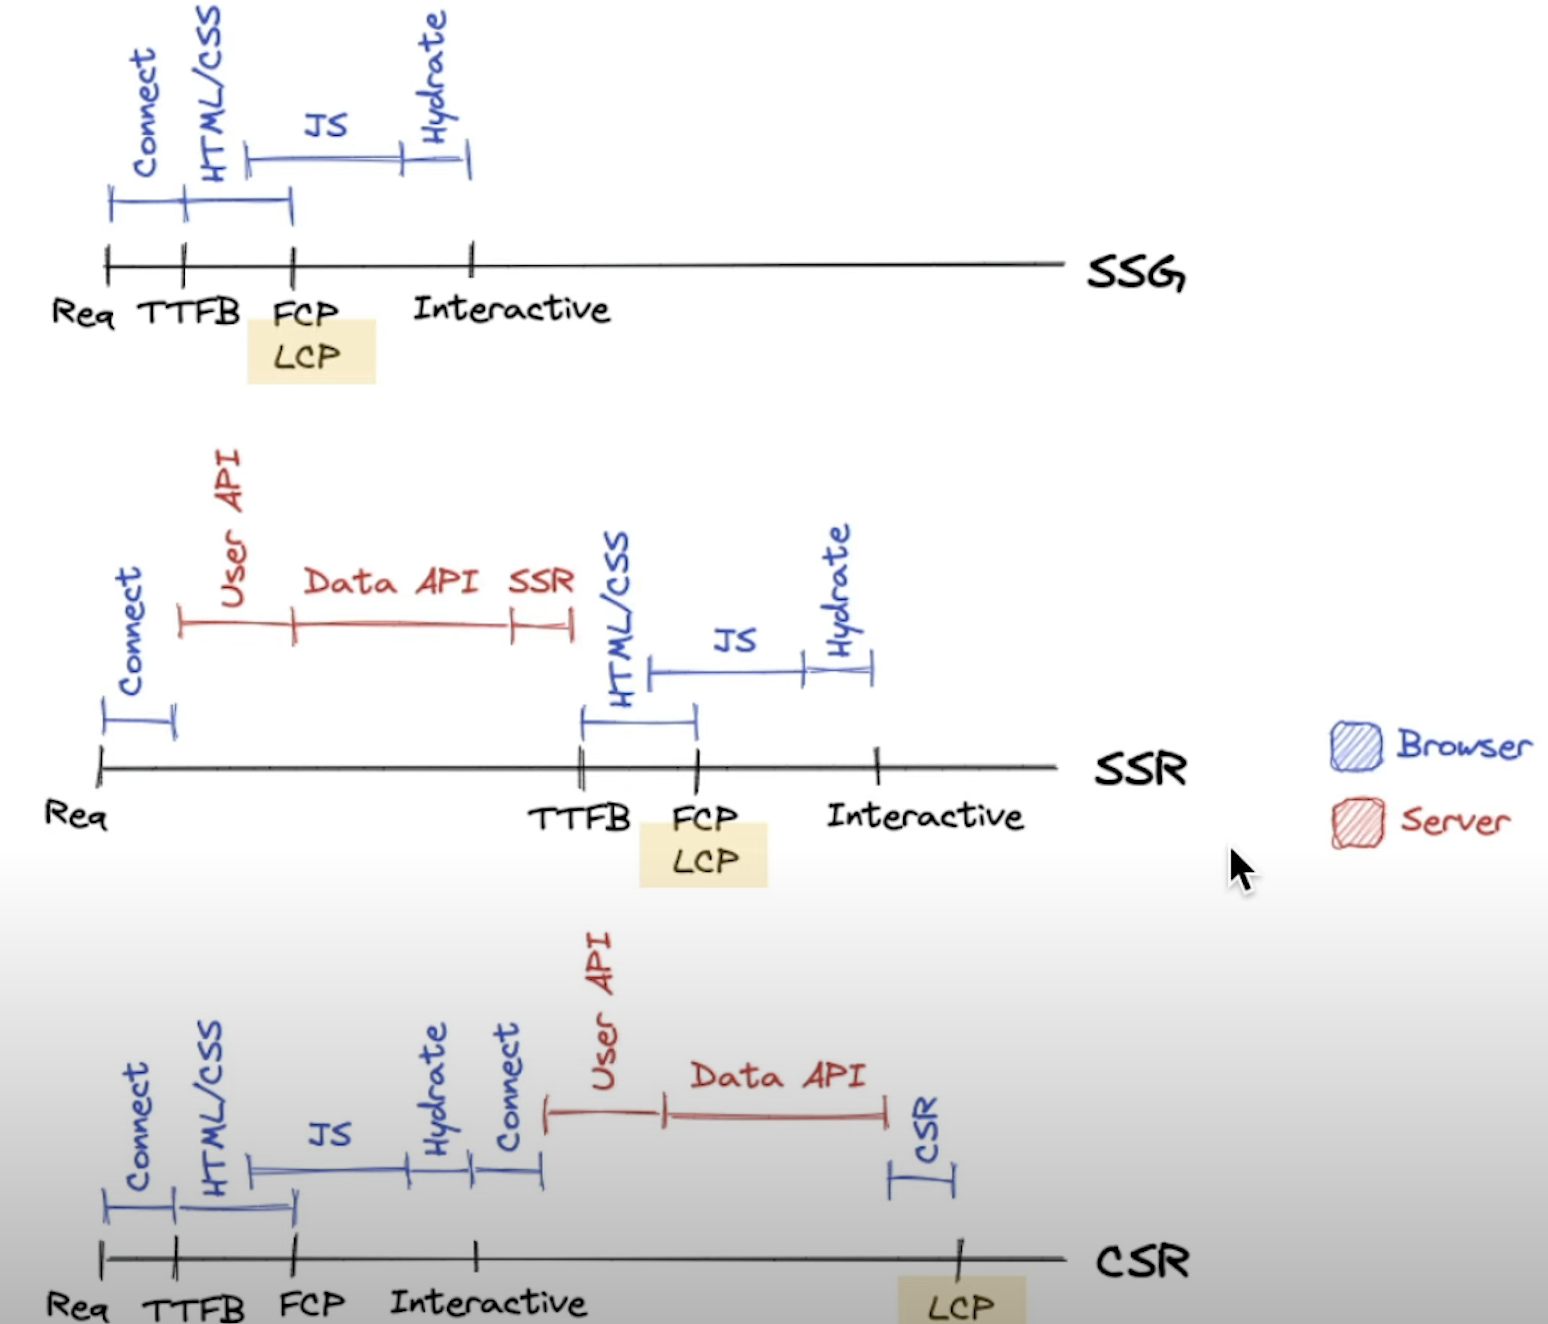 Connect
HTML/CSS
JS
Hydrate
Req TTFB FCP Interactive SSG
LCP
Connect
User API
Data API SSR
HTML/CSS
JS
Hydrate
Req TTFB FCP Interactive SSR
LCP
Browser
Server
Connect
HTML/CSS
JS
Hydrate
Connect
User API
Data API
CSR
Req TTFB FCP Interactive LCP CSR